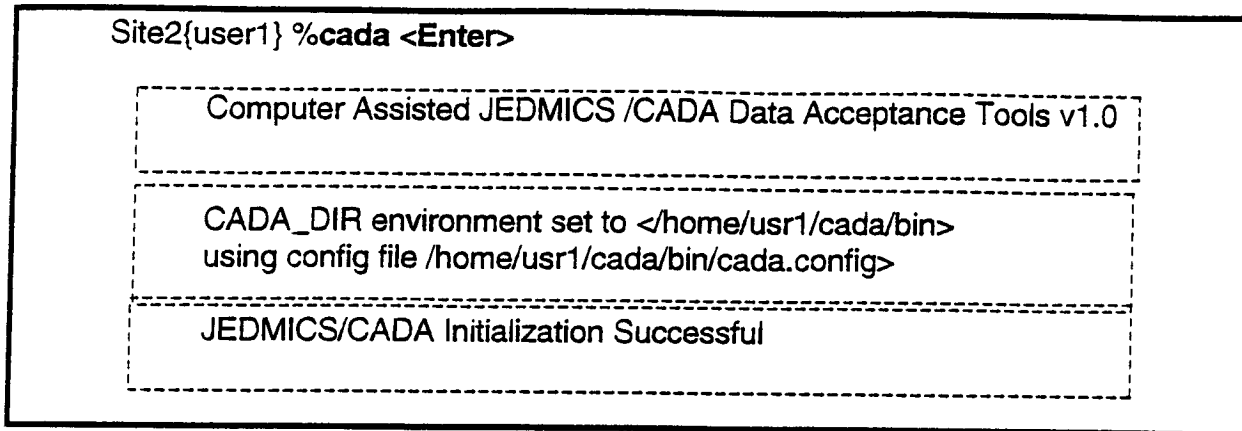 Site2{user1} %cada <Enter>
Computer Assisted JEDMICS /CADA Data Acceptance Tools v1.0
CADA_DIR environment set to </home/usr1/cada/bin>
using config file /home/usr1/cada/bin/cada.config>
JEDMICS/CADA Initialization Successful